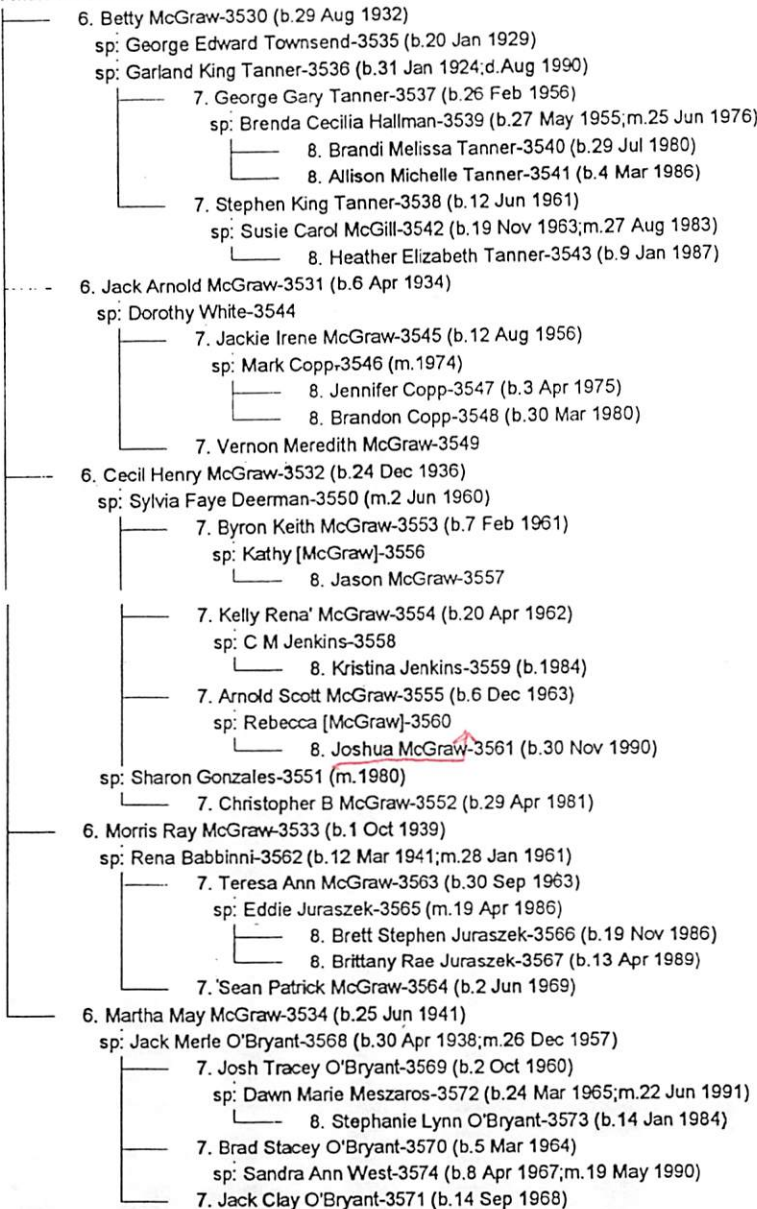 6. Betty McGraw-3530 (b.29 Aug 1932)
sp: George Edward Townsend-3535 (b.20 Jan 1929)
sp: Garland King Tanner-3536 (b.31 Jan 1924;d.Aug 1990)
7. George Gary Tanner-3537 (b.26 Feb 1956)
sp: Brenda Cecilia Hallman-3539 (b.27 May 1955;m.25 Jun 1976)
8. Brandi Melissa Tanner-3540 (b.29 Jul 1980)
8. Allison Michelle Tanner-3541 (b.4 Mar 1986)
7. Stephen King Tanner-3538 (b.12 Jun 1961)
sp: Susie Carol McGill-3542 (b.19 Nov 1963;m.27 Aug 1983)
8. Heather Elizabeth Tanner-3543 (b.9 Jan 1987)
6. Jack Arnold McGraw-3531 (b.6 Apr 1934)
sp: Dorothy White-3544
7. Jackie Irene McGraw-3545 (b.12 Aug 1956)
sp: Mark Copp-3546 (m.1974)
8. Jennifer Copp-3547 (b.3 Apr 1975)
8. Brandon Copp-3548 (b.30 Mar 1980)
7. Vernon Meredith McGraw-3549
6. Cecil Henry McGraw-3532 (b.24 Dec 1936)
sp: Sylvia Faye Deerman-3550 (m.2 Jun 1960)
7. Byron Keith McGraw-3553 (b.7 Feb 1961)
sp: Kathy [McGraw]-3556
8. Jason McGraw-3557
7. Kelly Rena' McGraw-3554 (b.20 Apr 1962)
sp: C M Jenkins-3558
8. Kristina Jenkins-3559 (b.1984)
7. Arnold Scott McGraw-3555 (b.6 Dec 1963)
sp: Rebecca [McGraw]-3560
8. Joshua McGraw-3561 (b.30 Nov 1990)
sp: Sharon Gonzales-3551 (m.1980)
7. Christopher B McGraw-3552 (b.29 Apr 1981)
6. Morris Ray McGraw-3533 (b.1 Oct 1939)
sp: Rena Babbinni-3562 (b.12 Mar 1941;m.28 Jan 1961)
7. Teresa Ann McGraw-3563 (b.30 Sep 1963)
sp: Eddie Juraszek-3565 (m.19 Apr 1986)
8. Brett Stephen Juraszek-3566 (b.19 Nov 1986)
8. Brittany Rae Juraszek-3567 (b.13 Apr 1989)
7. Sean Patrick McGraw-3564 (b.2 Jun 1969)
6. Martha May McGraw-3534 (b.25 Jun 1941)
sp: Jack Merle O'Bryant-3568 (b.30 Apr 1938;m.26 Dec 1957)
7. Josh Tracey O'Bryant-3569 (b.2 Oct 1960)
sp: Dawn Marie Meszaros-3572 (b.24 Mar 1965;m.22 Jun 1991)
8. Stephanie Lynn O'Bryant-3573 (b.14 Jan 1984)
7. Brad Stacey O'Bryant-3570 (b.5 Mar 1964)
sp: Sandra Ann West-3574 (b.8 Apr 1967;m.19 May 1990)
7. Jack Clay O'Bryant-3571 (b.14 Sep 1968)